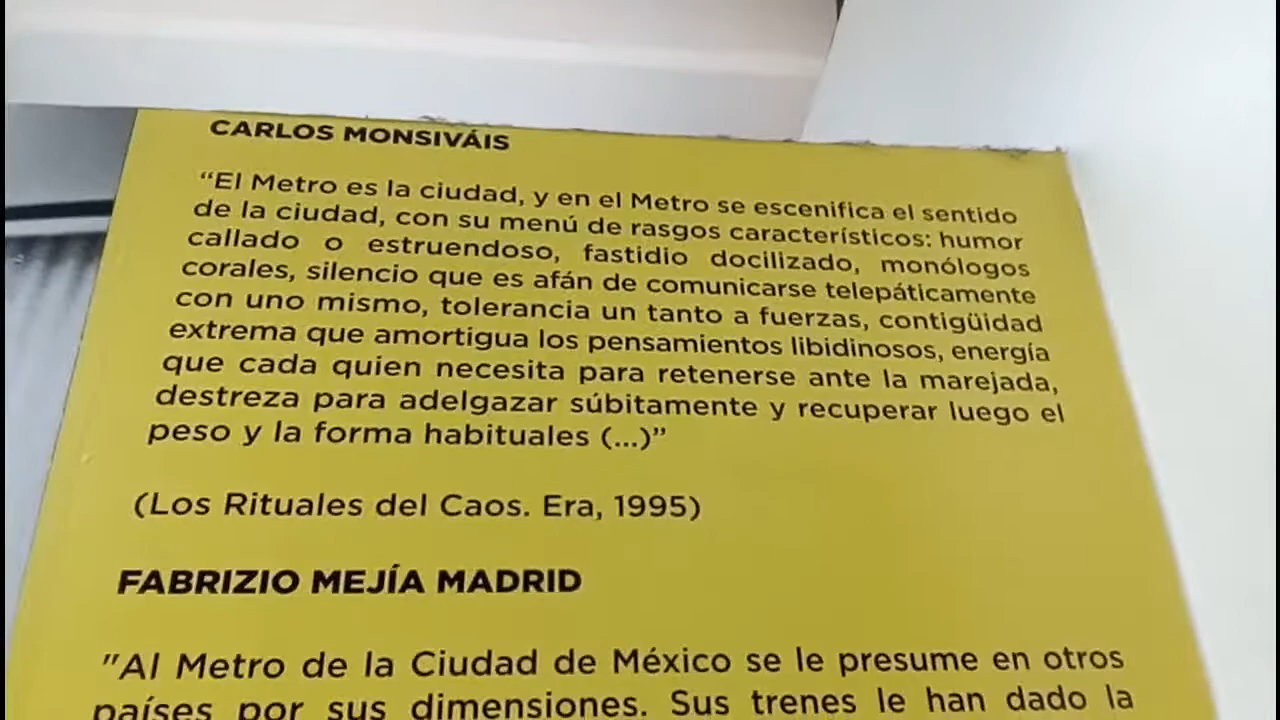 CARLOS MONSIVÁIS
“El Metro es la ciudad, y en el Metro se escenifica el sentido
de la ciudad, con su menú de rasgos característicos: humor
callado o estruendoso, fastidio docilizado, monólogos
corales, silencio que es afán de comunicarse telepáticamente
con uno mismo, tolerancia un tanto a fuerzas, contigüidad
extrema que amortigua los pensamientos libidinosos, energía
que cada quien necesita para retenerse ante la marejada,
destreza para adelgazar súbitamente y recuperar luego el
peso y la forma habituales (...)”
(Los Rituales del Caos. Era, 1995)
FABRIZIO MEJÍA MADRID
"Al Metro de la Ciudad de México se le presume en otros
países por sus dimensiones. Sus trenes le han dado la